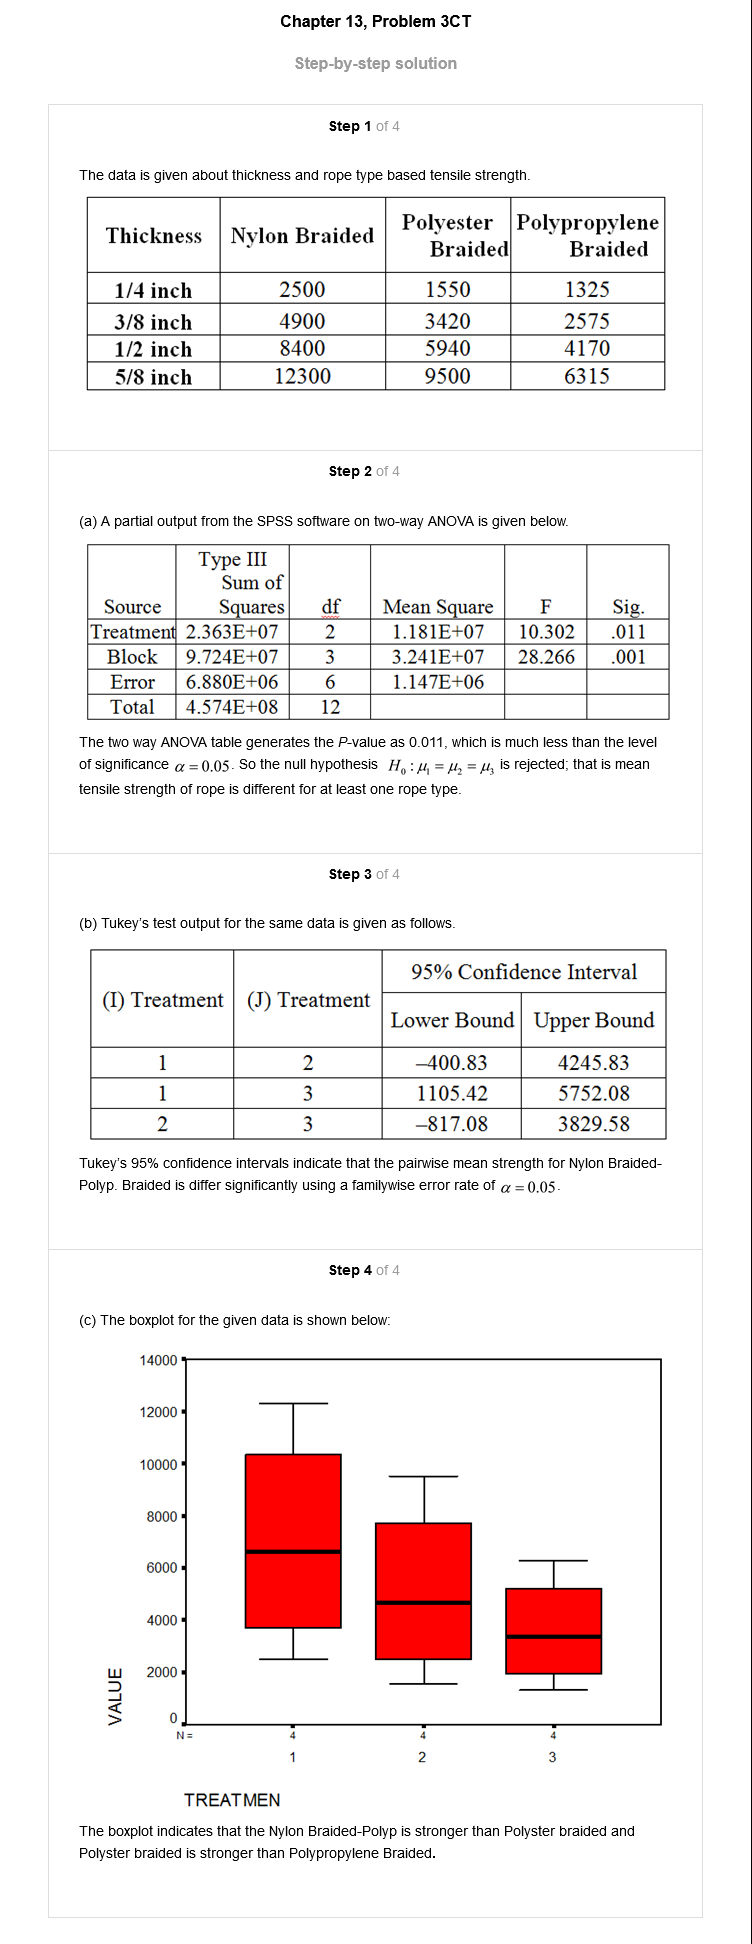 Chapter 13, Problem 3CT
Step-by-step solution
Step 1 of 4
The data is given about thickness and rope type based tensile strength.
Thickness Nylon Braided Polyester Braided Polypropylene Braided
1/4 inch 2500 1550 1325
3/8 inch 4900 3420 2575
1/2 inch 8400 5940 4170
5/8 inch 12300 9500 6315
Step 2 of 4
(a) A partial output from the SPSS software on two-way ANOVA is given below.
Source Type III Sum of Squares df Mean Square F Sig.
Treatment 2.363E+07 2 1.181E+07 10.302 .011
Block 9.724E+07 3 3.241E+07 28.266 .001
Error 6.880E+06 6 1.147E+06
Total 4.574E+08 12
The two way ANOVA table generates the P-value as 0.011, which is much less than the level
of significance α = 0.05. So the null hypothesis H₀ : μ₁ = μ₂ = μ₃ is rejected; that is mean
tensile strength of rope is different for at least one rope type.
Step 3 of 4
(b) Tukey's test output for the same data is given as follows.
(I) Treatment (J) Treatment 95% Confidence Interval
Lower Bound Upper Bound
1 2 –400.83 4245.83
1 3 1105.42 5752.08
2 3 –817.08 3829.58
Tukey's 95% confidence intervals indicate that the pairwise mean strength for Nylon Braided-
Polyp. Braided is differ significantly using a familywise error rate of α = 0.05.
Step 4 of 4
(c) The boxplot for the given data is shown below:
14000
12000
10000
8000
6000
4000
2000
0
VALUE
N = 4 4 4
1 2 3
TREATMEN
The boxplot indicates that the Nylon Braided-Polyp is stronger than Polyster braided and
Polyster braided is stronger than Polypropylene Braided.